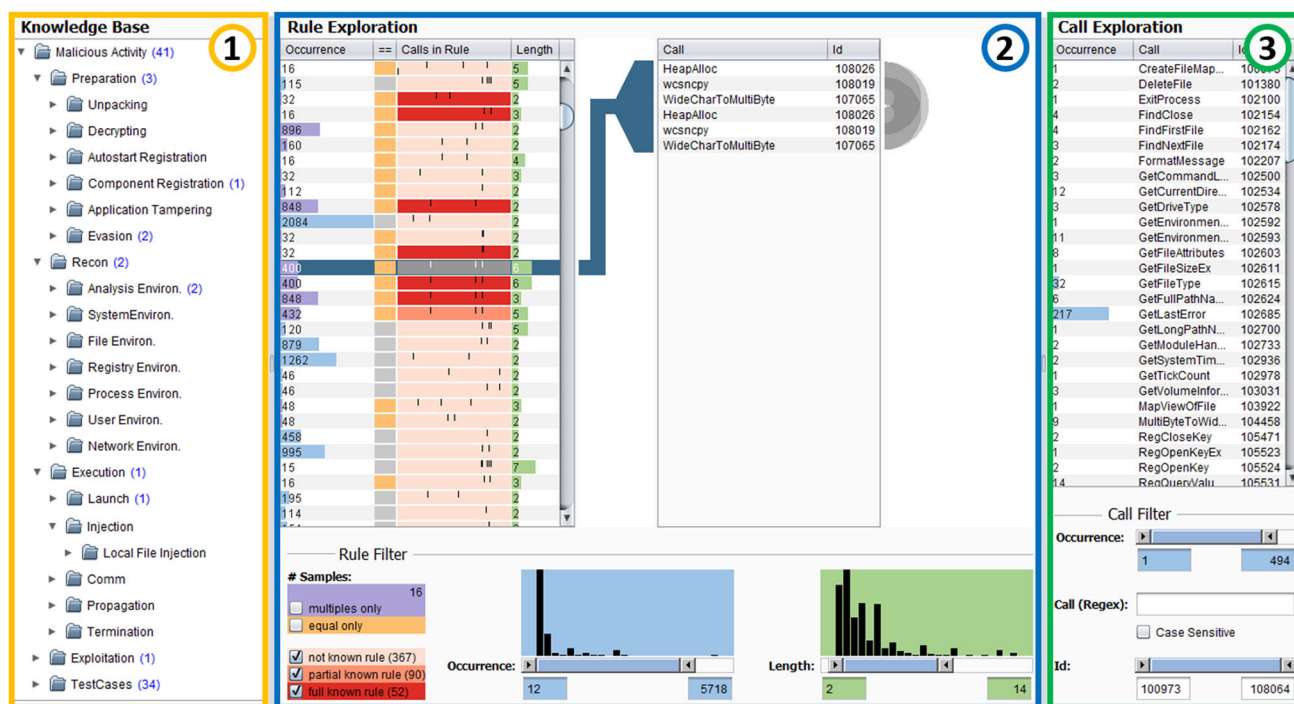 Knowledge Base
1
Malicious Activity (41)
Preparation (3)
Unpacking
Decrypting
Autostart Registration
Component Registration (1)
Application Tampering
Evasion (2)
Recon (2)
Analysis Environ. (2)
SystemEnviron.
File Environ.
Registry Environ.
Process Environ.
User Environ.
Network Environ.
Execution (1)
Launch (1)
Injection
Local File Injection
Comm
Propagation
Termination
Exploitation (1)
TestCases (34)
Rule Exploration
2
Occurrence == Calls in Rule Length
16 5
115 5
32 2
16 3
896 2
160 2
16 4
32 3
112 2
848 2
2084 2
32 2
32 2
400 6
400 6
848 3
432 5
120 5
879 2
1262 2
46 2
46 2
48 3
48 2
458 2
995 2
15 7
16 3
195 2
114 2
Call Id
HeapAlloc 108026
wcsncpy 108019
WideCharToMultiByte 107065
HeapAlloc 108026
wcsncpy 108019
WideCharToMultiByte 107065
Rule Filter
# Samples:
16
multiples only
equal only
not known rule (367)
partial known rule (90)
full known rule (52)
Occurrence:
12 5718
Length:
2 14
Call Exploration
3
Occurrence Call
1 CreateFileMap...
2 DeleteFile 101380
1 ExitProcess 102100
4 FindClose 102154
4 FindFirstFile 102162
3 FindNextFile 102174
2 FormatMessage 102207
3 GetCommandL... 102500
12 GetCurrentDire... 102534
3 GetDriveType 102578
1 GetEnvironmen... 102592
11 GetEnvironmen... 102593
8 GetFileAttributes 102603
1 GetFileSizeEx 102611
32 GetFileType 102615
6 GetFullPathNa... 102624
217 GetLastError 102685
1 GetLongPathN... 102700
2 GetModuleHan... 102733
2 GetSystemTim... 102936
1 GetTickCount 102978
3 GetVolumeInfor... 103031
1 MapViewOfFile 103922
9 MultiByteToWid... 104458
2 RegCloseKey 105471
1 RegOpenKeyEx 105523
2 RegOpenKey 105524
14 RegQueryValu 105531
Call Filter
Occurrence:
1 494
Call (Regex):
Case Sensitive
Id:
100973 108064